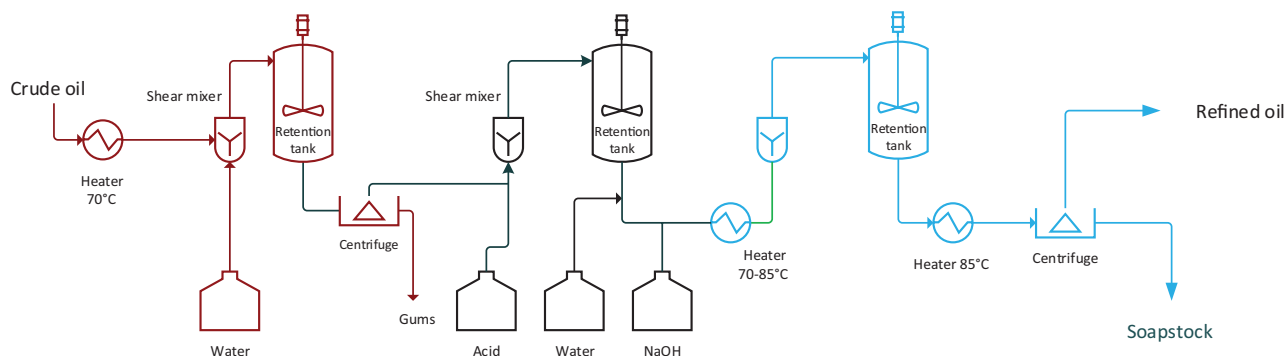 Crude oil
Heater
70°C
Shear mixer
Water
Retention
tank
Centrifuge
Gums
Shear mixer
Acid
Retention
tank
Water
NaOH
Heater
70-85°C
Retention
tank
Heater 85°C
Centrifuge
Refined oil
Soapstock